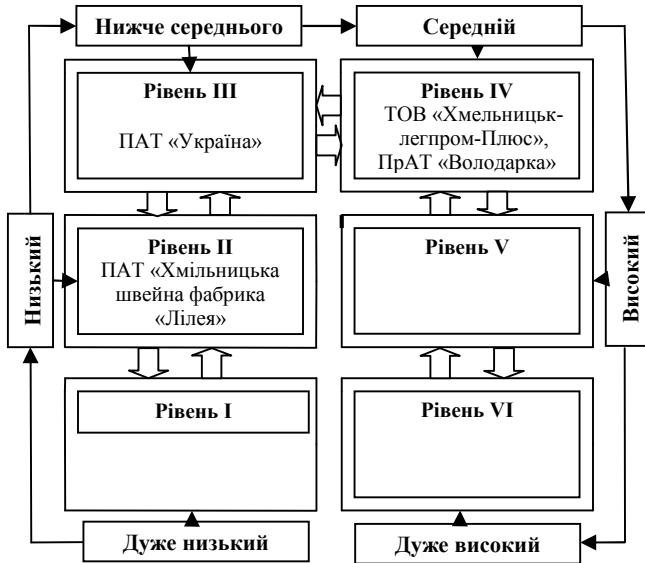 Нижче середнього
Середній
Рівень III
ПАТ «Україна»
Рівень IV
ТОВ «Хмельницьк-
легпром-Плюс»,
ПрАТ «Володарка»
Низький
Рівень II
ПАТ «Хмільницька
швейна фабрика
«Лілея»
Рівень V
Високий
Рівень I
Рівень VI
Дуже низький
Дуже високий